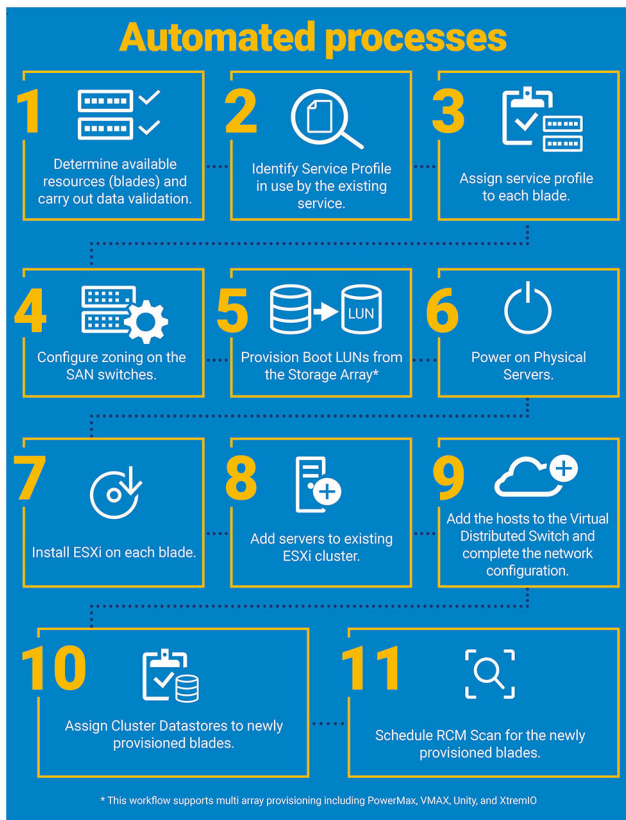 Automated processes
1
Determine available
resources (blades) and
carry out data validation.
2
Identify Service Profile
in use by the existing
service.
3
Assign service profile
to each blade.
4
Configure zoning on the
SAN switches.
5
LUN
Provision Boot LUNs from
the Storage Array*
6
Power on Physical
Servers.
7
Install ESXi on each blade.
8
Add servers to existing
ESXi cluster.
9
Add the hosts to the Virtual
Distributed Switch and
complete the network
configuration.
10
Assign Cluster Datastores to newly
provisioned blades.
11
Schedule RCM Scan for the newly
provisioned blades.
* This workflow supports multi array provisioning including PowerMax, VMAX, Unity, and XtremIO